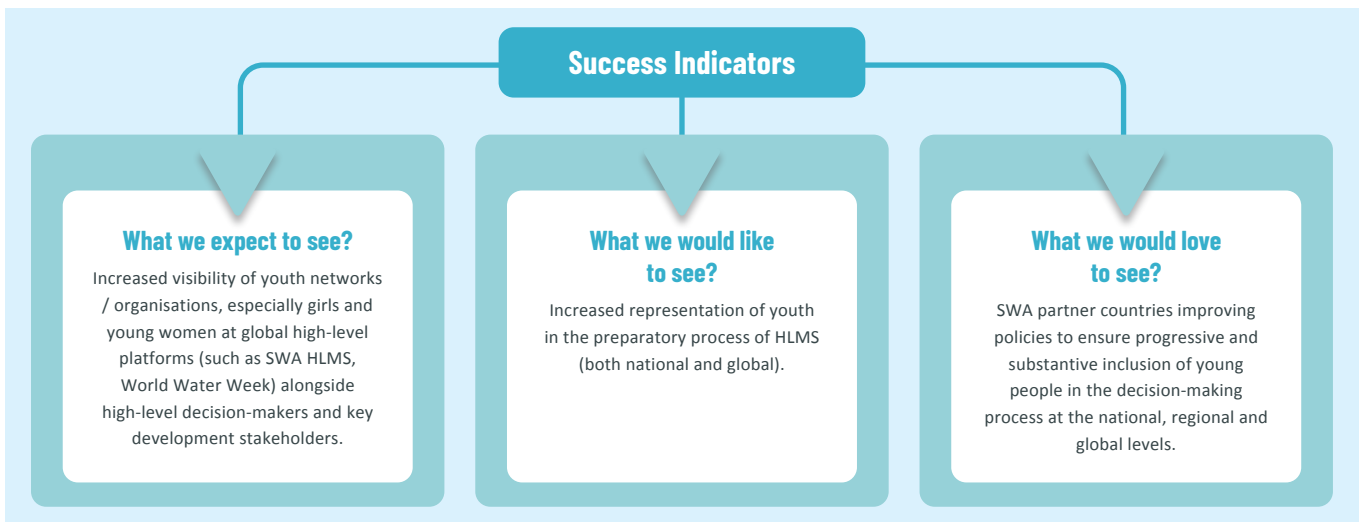 Success Indicators
What we expect to see?
Increased visibility of youth networks
/ organisations, especially girls and
young women at global high-level
platforms (such as SWA HLMS,
World Water Week) alongside
high-level decision-makers and key
development stakeholders.
What we would like
to see?
Increased representation of youth
in the preparatory process of HLMS
(both national and global).
What we would love
to see?
SWA partner countries improving
policies to ensure progressive and
substantive inclusion of young
people in the decision-making
process at the national, regional and
global levels.